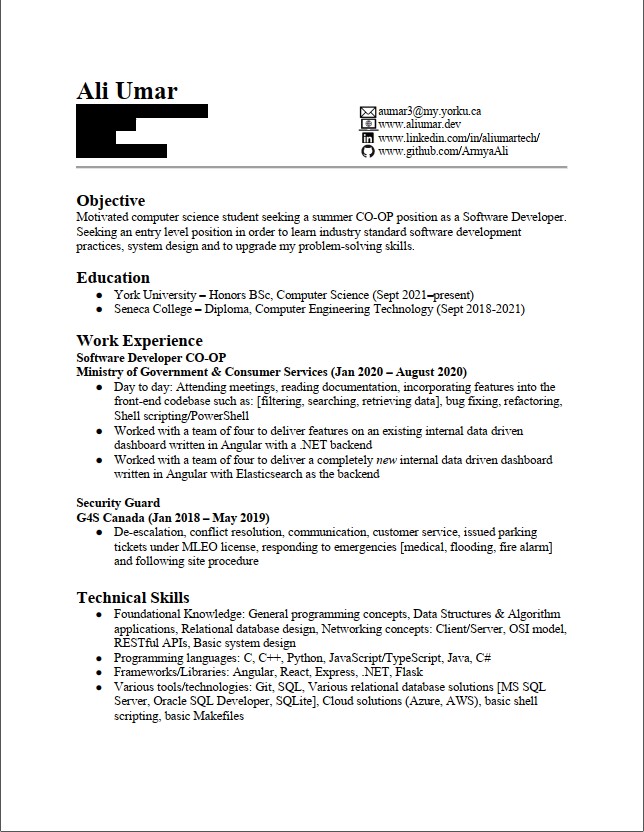 Ali Umar
aumar3@my.yorku.ca
www.aliumar.dev
www.linkedin.com/in/aliumartech/
www.github.com/ArmyaAli
Objective
Motivated computer science student seeking a summer CO-OP position as a Software Developer.
Seeking an entry level position in order to learn industry standard software development
practices, system design and to upgrade my problem-solving skills.
Education
● York University – Honors BSc, Computer Science (Sept 2021–present)
● Seneca College – Diploma, Computer Engineering Technology (Sept 2018-2021)
Work Experience
Software Developer CO-OP
Ministry of Government & Consumer Services (Jan 2020 – August 2020)
● Day to day: Attending meetings, reading documentation, incorporating features into the
front-end codebase such as: [filtering, searching, retrieving data], bug fixing, refactoring,
Shell scripting/PowerShell
● Worked with a team of four to deliver features on an existing internal data driven
dashboard written in Angular with a .NET backend
● Worked with a team of four to deliver a completely new internal data driven dashboard
written in Angular with Elasticsearch as the backend
Security Guard
G4S Canada (Jan 2018 – May 2019)
● De-escalation, conflict resolution, communication, customer service, issued parking
tickets under MLEO license, responding to emergencies [medical, flooding, fire alarm]
and following site procedure
Technical Skills
● Foundational Knowledge: General programming concepts, Data Structures & Algorithm
applications, Relational database design, Networking concepts: Client/Server, OSI model,
RESTful APIs, Basic system design
● Programming languages: C, C++, Python, JavaScript/TypeScript, Java, C#
● Frameworks/Libraries: Angular, React, Express, .NET, Flask
● Various tools/technologies: Git, SQL, Various relational database solutions [MS SQL
Server, Oracle SQL Developer, SQLite], Cloud solutions (Azure, AWS), basic shell
scripting, basic Makefiles